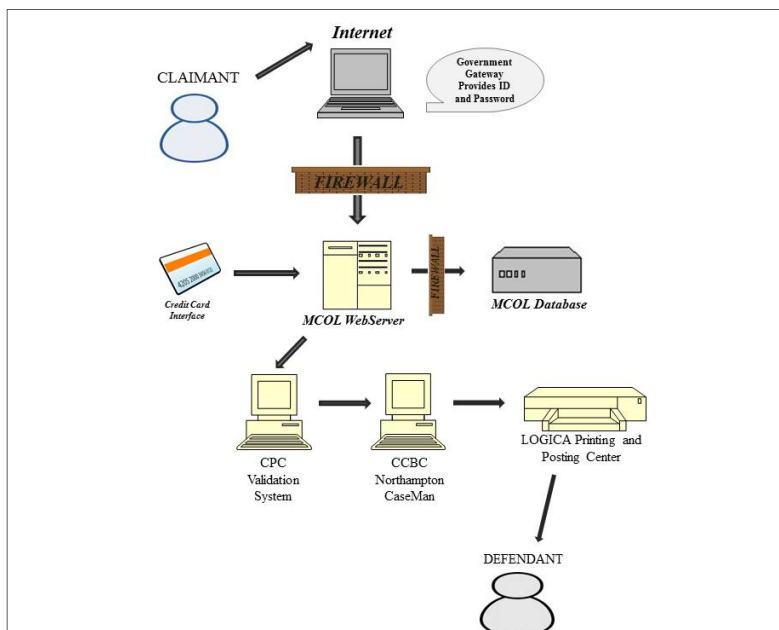 Internet
Government
Gateway
Provides ID
and Password
CLAIMANT
FIREWALL
FIREWALL
Credit Card
Interface
MCOL WebServer
MCOL Database
CPC
Validation
System
CCBC
Northampton
CaseMan
LOGICA Printing and
Posting Center
DEFENDANT